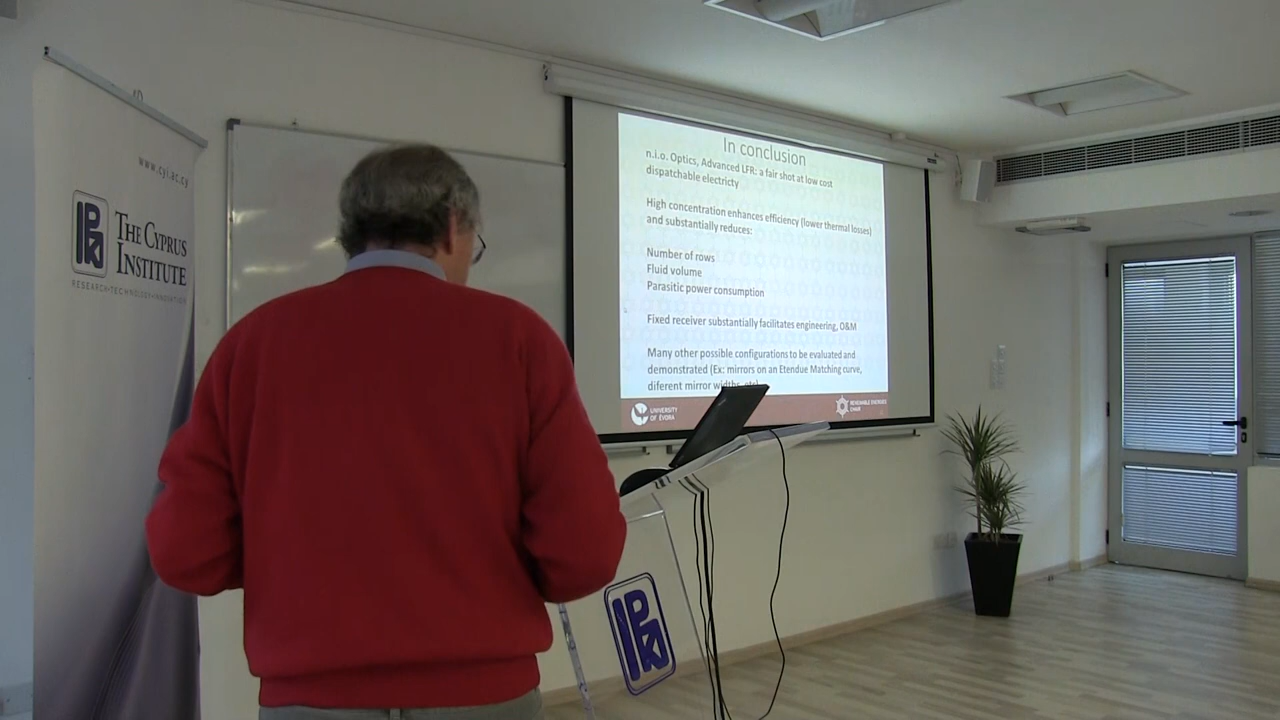 www.cyi.ac.cy
THE CYPRUS
INSTITUTE
RESEARCH•TECHNOLOGY•INNOVATION
In conclusion
n.i.o. Optics, Advanced LFR: a fair shot at low cost
dispatchable electricty
High concentration enhances efficiency (lower thermal losses)
and substantially reduces:
Number of rows
Fluid volume
Parasitic power consumption
Fixed receiver substantially facilitates engineering, O&M
Many other possible configurations to be evaluated and
demonstrated (Ex: mirrors on an Etendue Matching curve,
diferent mirror widths, etc)
UNIVERSITY
OF ÉVORA
RENEWABLE ENERGIES
CHAIR